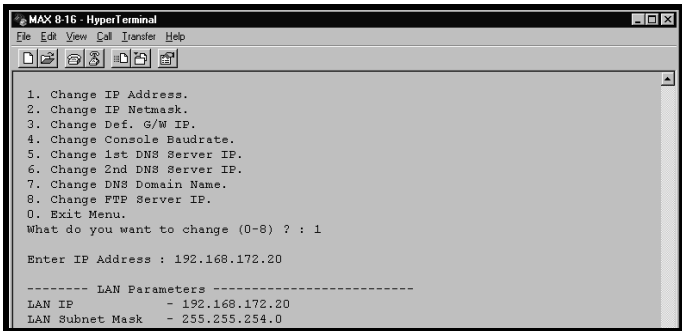 MAX 8-16 - HyperTerminal
File Edit View Call Transfer Help
1. Change IP Address.
2. Change IP Netmask.
3. Change Def. G/W IP.
4. Change Console Baudrate.
5. Change 1st DNS Server IP.
6. Change 2nd DNS Server IP.
7. Change DNS Domain Name.
8. Change FTP Server IP.
0. Exit Menu.
What do you want to change (0-8) ? : 1
Enter IP Address : 192.168.172.20
-------- LAN Parameters --------------------------
LAN IP - 192.168.172.20
LAN Subnet Mask - 255.255.254.0